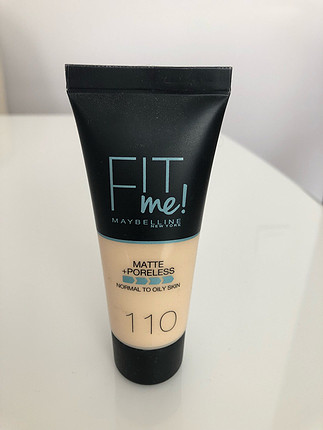 FIT
me!
MAYBELLINE
NEW YORK
MATTE
+PORELESS
NORMAL TO OILY SKIN
110